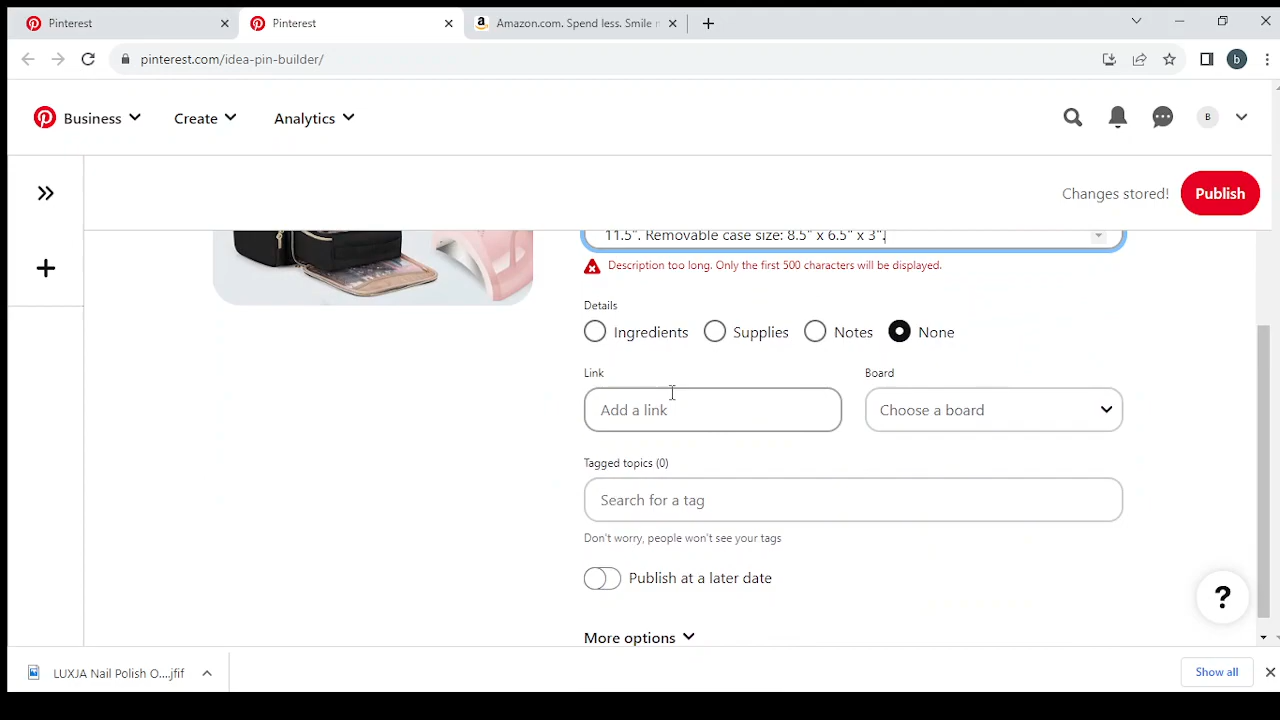 Pinterest
Pinterest
Amazon.com. Spend less. Smile
pinterest.com/idea-pin-builder/
b
Business
Create
Analytics
B
Changes stored!
Publish
11.5". Removable case size: 8.5" x 6.5" x 3".
Description too long. Only the first 500 characters will be displayed.
Details
Ingredients
Supplies
Notes
None
Link
Board
Add a link
Choose a board
Tagged topics (0)
Search for a tag
Don't worry, people won't see your tags
Publish at a later date
?
More options
LUXJA Nail Polish O....jfif
Show all